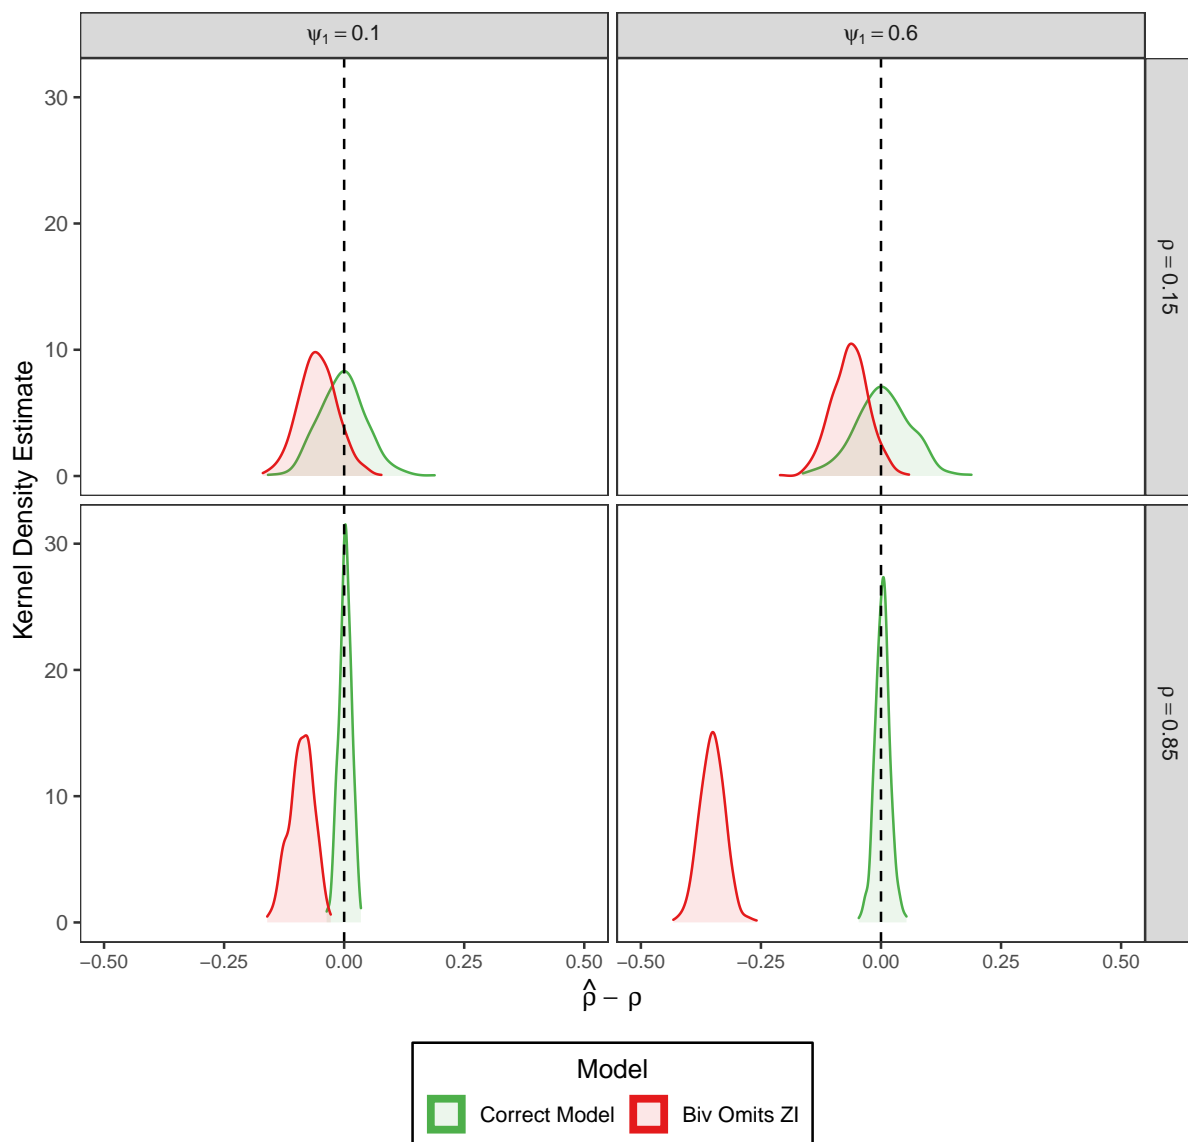 ψ₁ = 0.1
ψ₁ = 0.6
30
20
10
0
ρ = 0.15
Kernel Density Estimate
30
20
10
0
ρ = 0.85
−0.50 −0.25 0.00 0.25 0.50
−0.50 −0.25 0.00 0.25 0.50
ρ̂ − ρ
Model
Correct Model
Biv Omits ZI